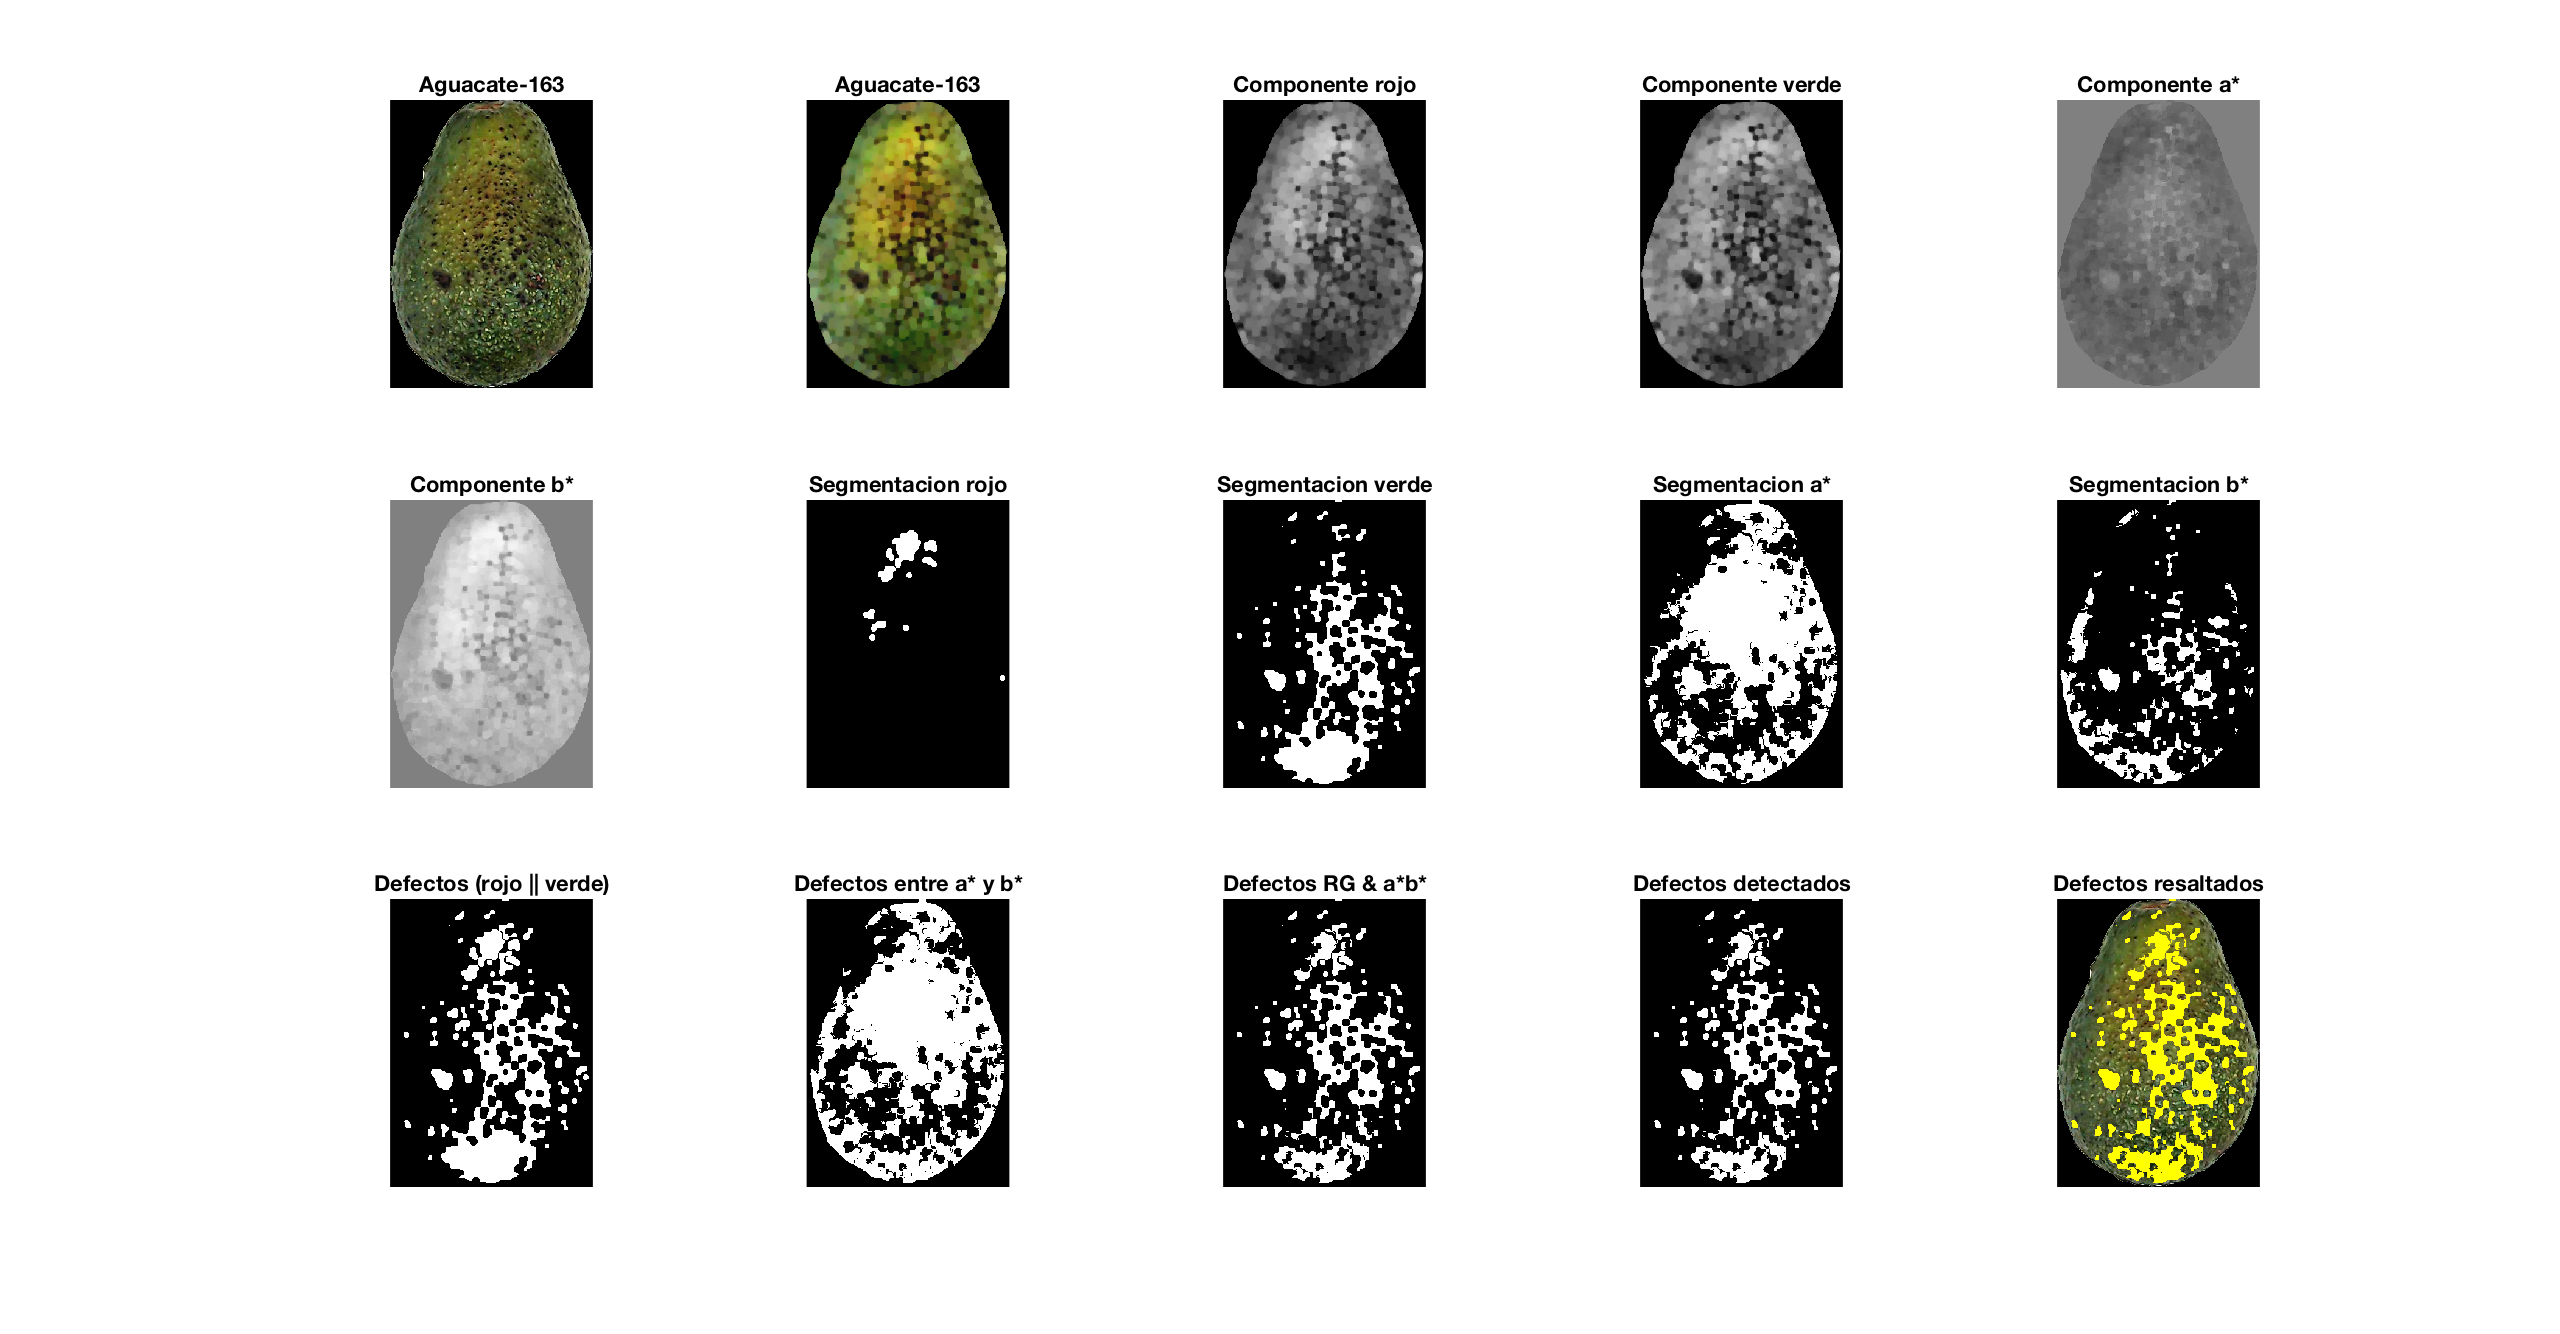 Aguacate-163
Aguacate-163
Componente rojo
Componente verde
Componente a*
Componente b*
Segmentacion rojo
Segmentacion verde
Segmentacion a*
Segmentacion b*
Defectos (rojo || verde)
Defectos entre a* y b*
Defectos RG & a*b*
Defectos detectados
Defectos resaltados